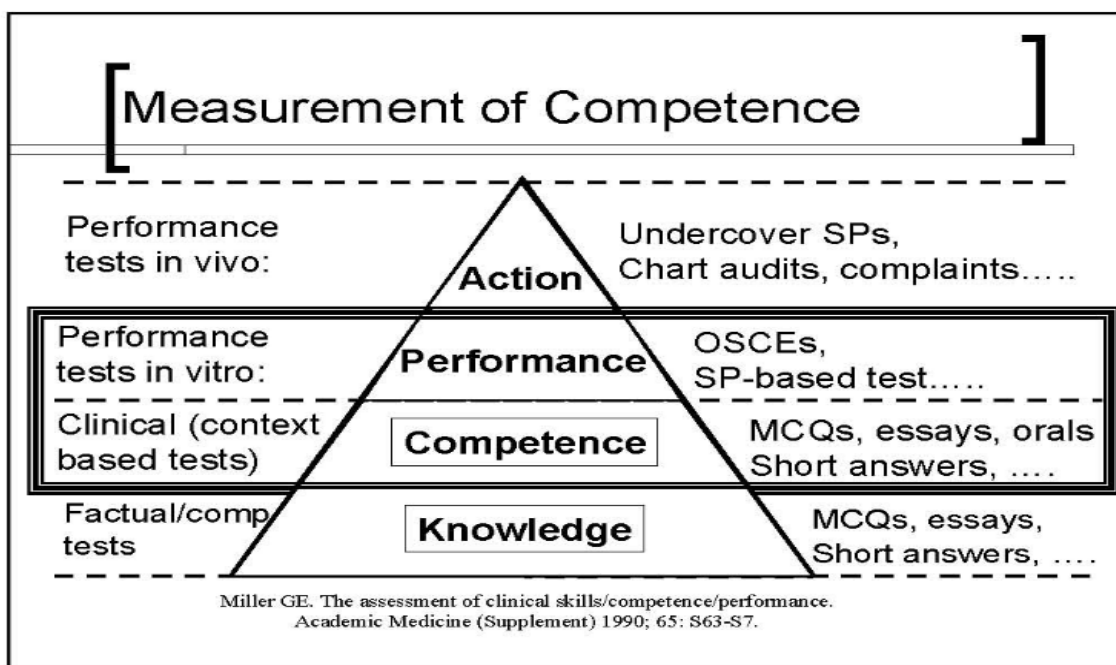 Measurement of Competence
Performance
tests in vivo:
Action
Undercover SPs,
Chart audits, complaints.....
Performance
tests in vitro:
Performance
OSCEs,
SP-based test.....
Clinical (context
based tests)
Competence
MCQs, essays, orals
Short answers, ....
Factual/comp
tests
Knowledge
MCQs, essays,
Short answers, ....
Miller GE. The assessment of clinical skills/competence/performance.
Academic Medicine (Supplement) 1990; 65: S63-S7.